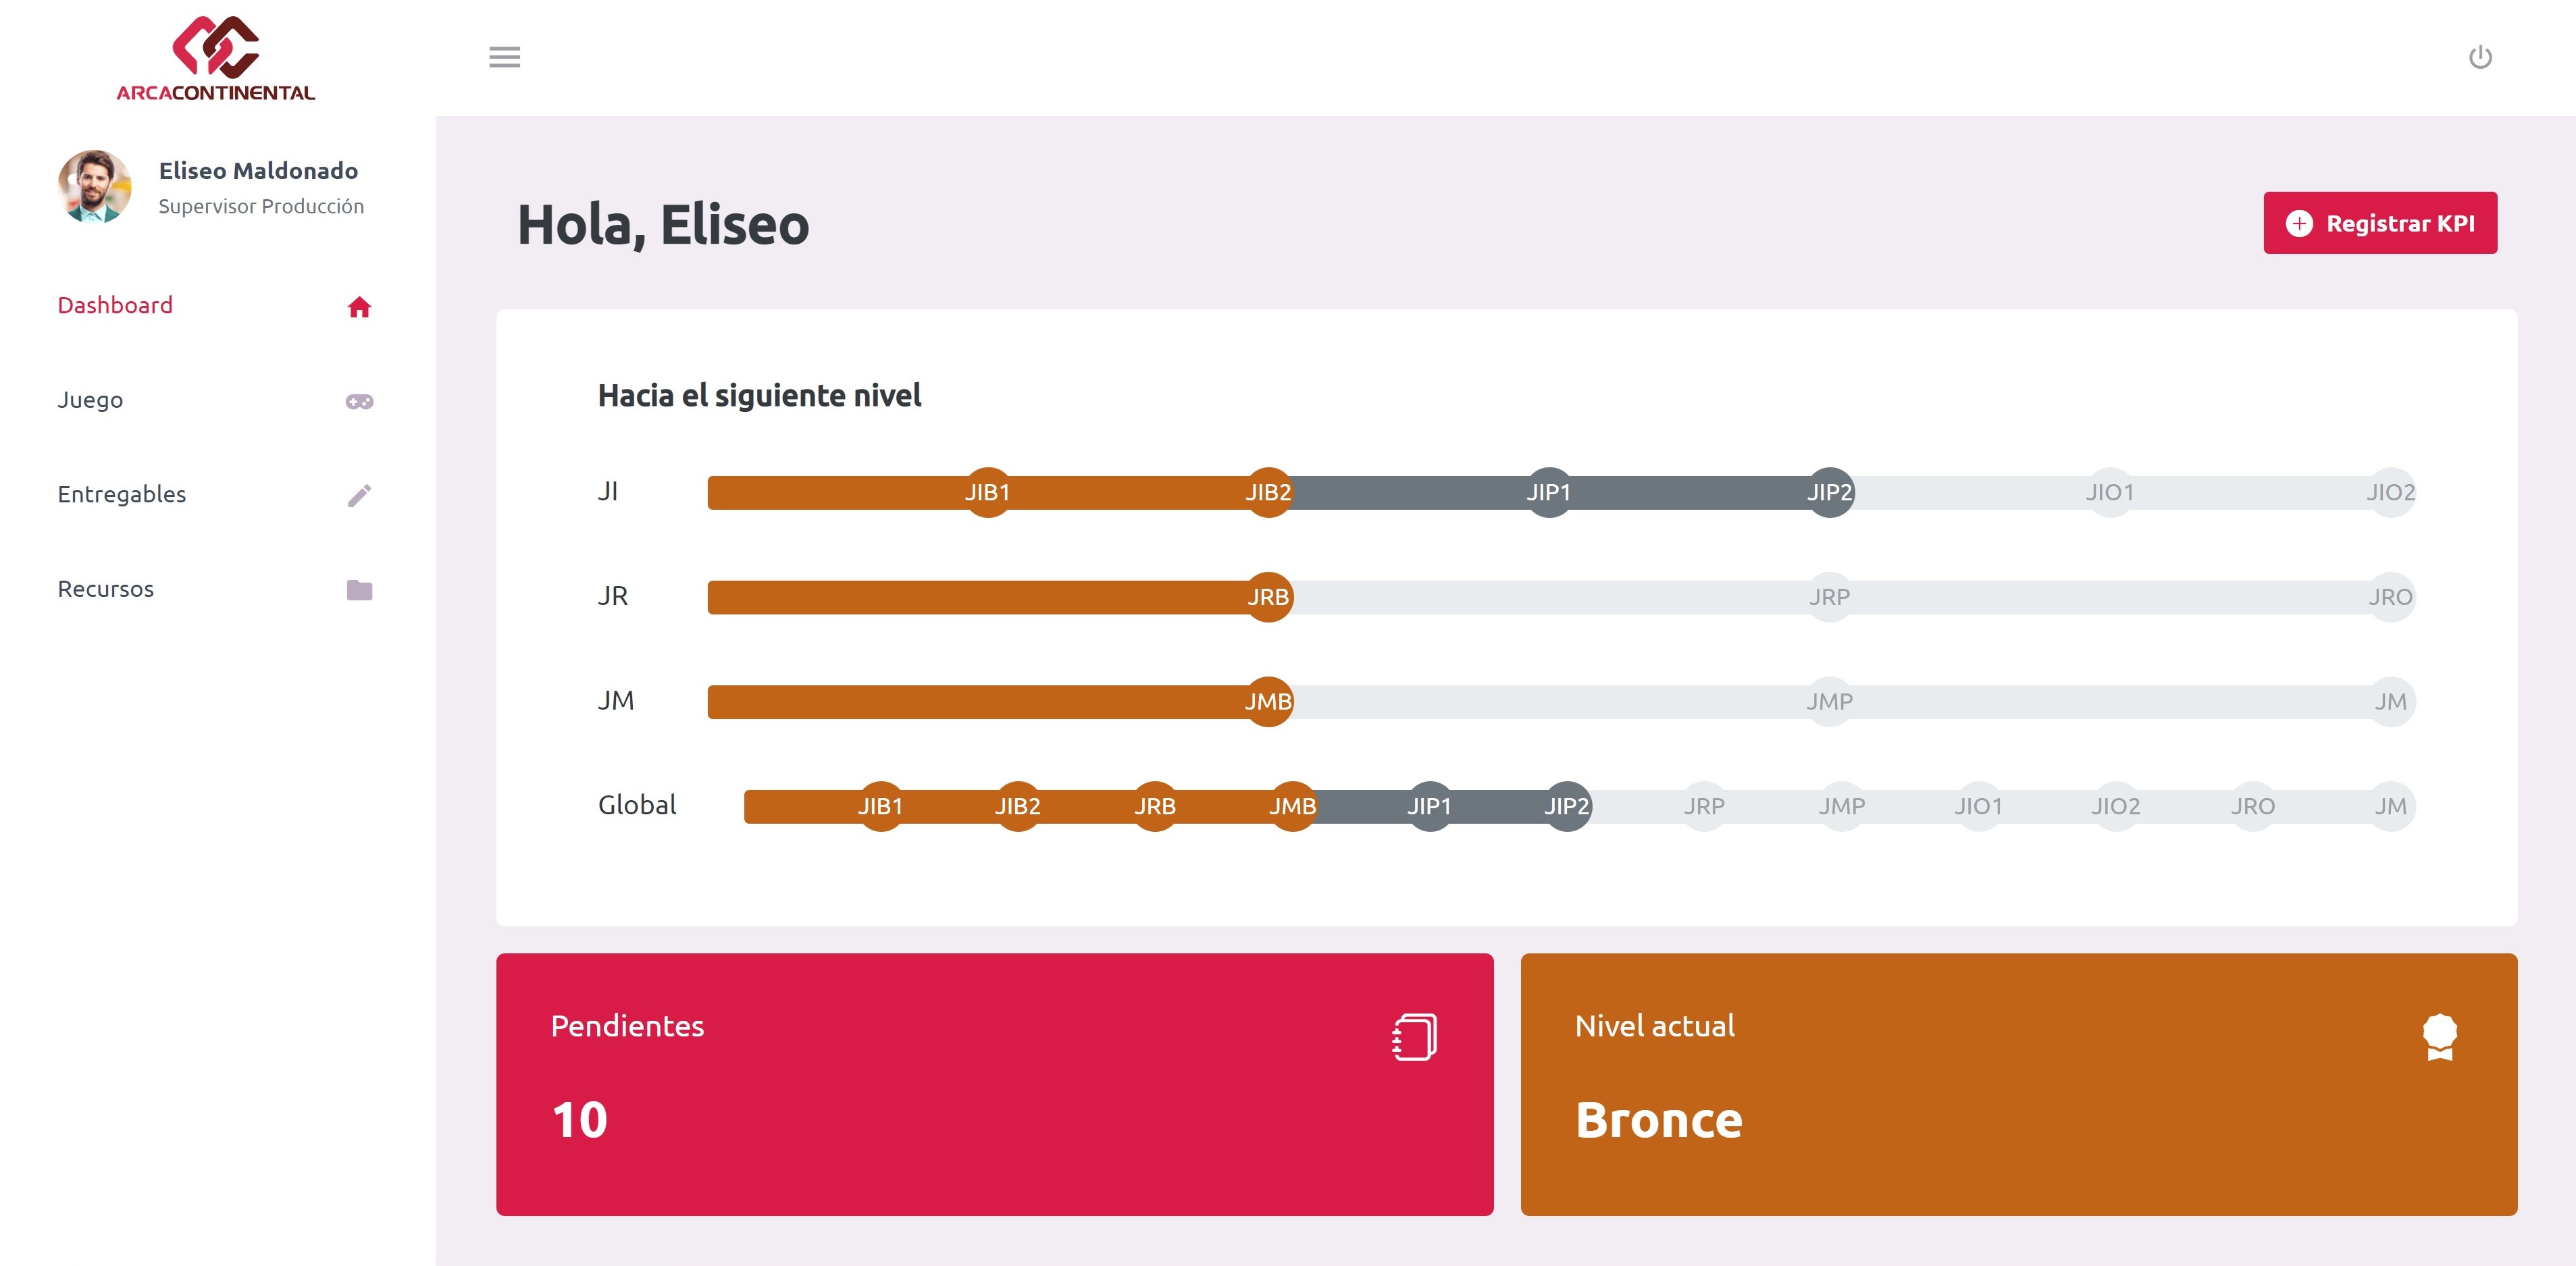 ARCACONTINENTAL
Eliseo Maldonado
Supervisor Producción
Dashboard
Juego
Entregables
Recursos
Hola, Eliseo
Registrar KPI
Hacia el siguiente nivel
JI JIB1 JIB2 JIP1 JIP2 JIO1 JIO2
JR JRB JRP JRO
JM JMB JMP JM
Global JIB1 JIB2 JRB JMB JIP1 JIP2 JRP JMP JIO1 JIO2 JRO JM
Pendientes
10
Nivel actual
Bronce